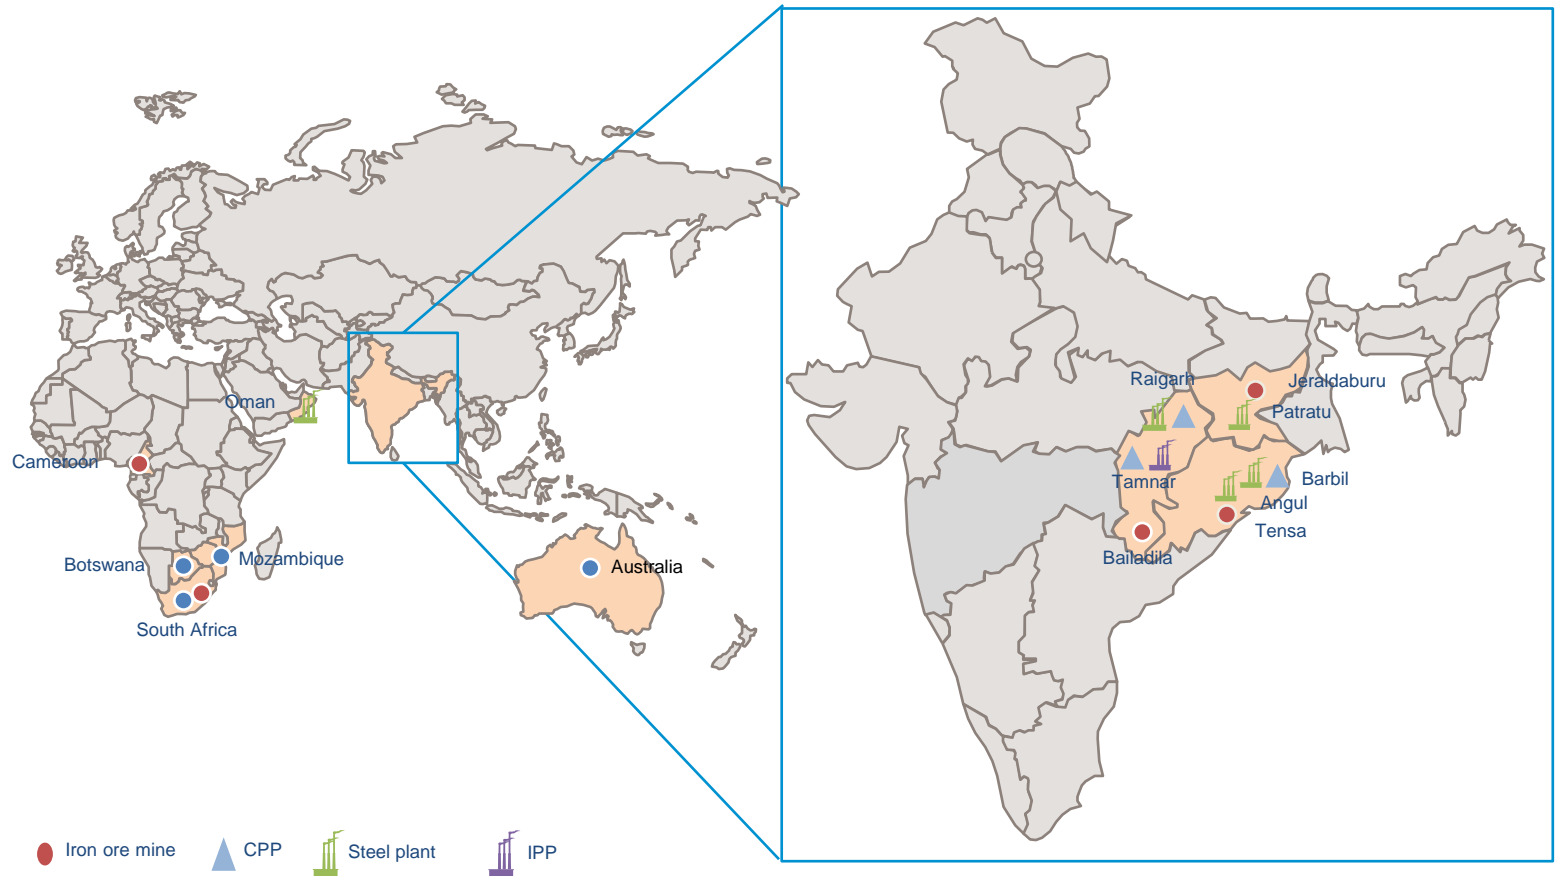 Raigarh
Jeraldaburu
Oman
Patratu
Cameroon
Tamnar
Barbil
Angul
Tensa
Botswana
Mozambique
Australia
Bailadila
South Africa
Iron ore mine
CPP
Steel plant
IPP